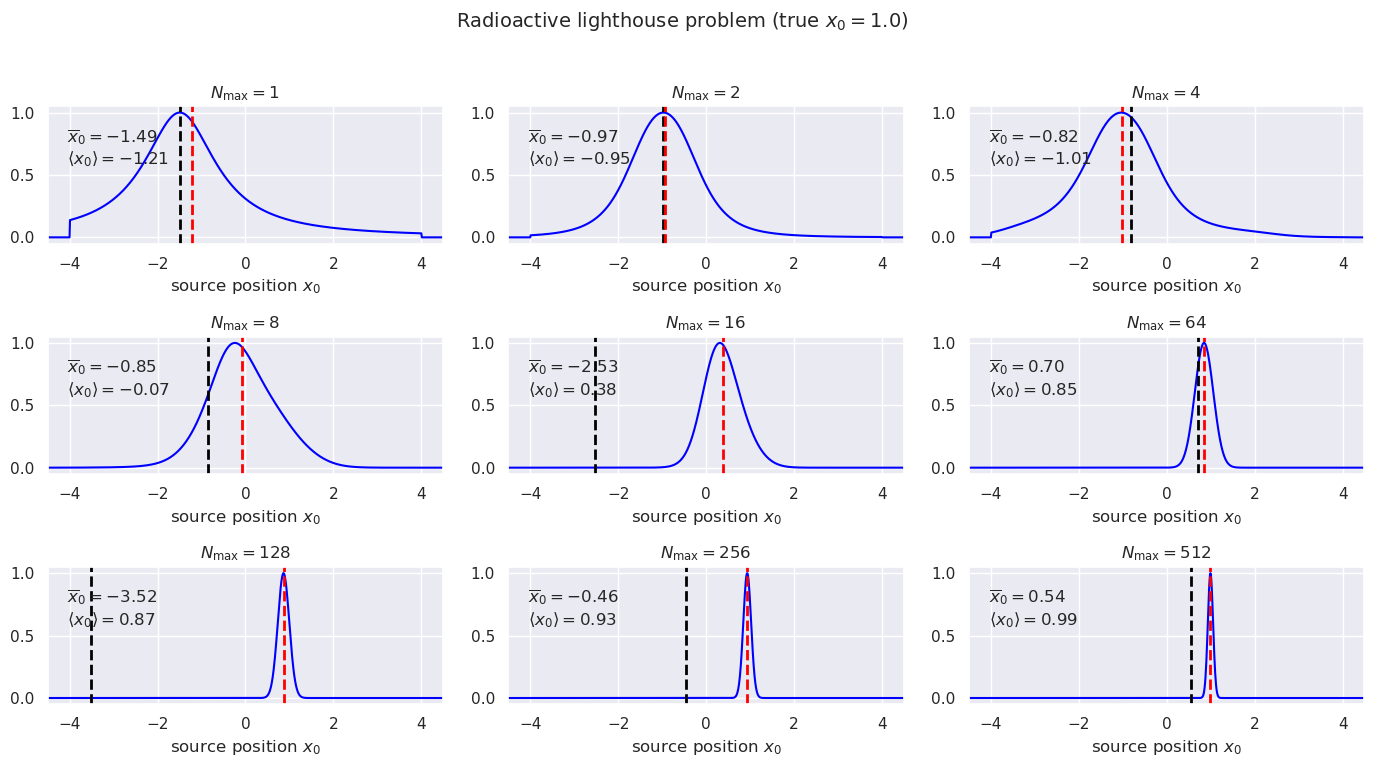 Radioactive lighthouse problem (true x₀ = 1.0)
N_max = 1
1.0
0.5
0.0
x̅₀ = −1.49
⟨x₀⟩ = −1.21
−4 −2 0 2 4
source position x₀
N_max = 2
1.0
0.5
0.0
x̅₀ = −0.97
⟨x₀⟩ = −0.95
−4 −2 0 2 4
source position x₀
N_max = 4
1.0
0.5
0.0
x̅₀ = −0.82
⟨x₀⟩ = −1.01
−4 −2 0 2 4
source position x₀
N_max = 8
1.0
0.5
0.0
x̅₀ = −0.85
⟨x₀⟩ = −0.07
−4 −2 0 2 4
source position x₀
N_max = 16
1.0
0.5
0.0
x̅₀ = −2.53
⟨x₀⟩ = 0.38
−4 −2 0 2 4
source position x₀
N_max = 64
1.0
0.5
0.0
x̅₀ = 0.70
⟨x₀⟩ = 0.85
−4 −2 0 2 4
source position x₀
N_max = 128
1.0
0.5
0.0
x̅₀ = −3.52
⟨x₀⟩ = 0.87
−4 −2 0 2 4
source position x₀
N_max = 256
1.0
0.5
0.0
x̅₀ = −0.46
⟨x₀⟩ = 0.93
−4 −2 0 2 4
source position x₀
N_max = 512
1.0
0.5
0.0
x̅₀ = 0.54
⟨x₀⟩ = 0.99
−4 −2 0 2 4
source position x₀